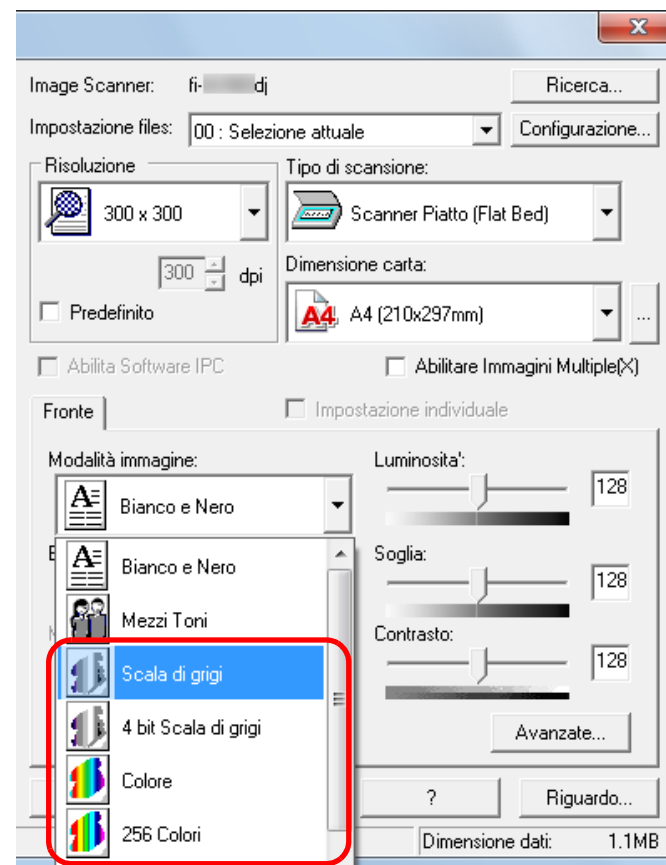 Image Scanner: fi- dj
Ricerca...
Impostazione files: 00 : Selezione attuale
Configurazione...
Risoluzione
300 x 300
300 dpi
Predefinito
Tipo di scansione:
Scanner Piatto (Flat Bed)
Dimensione carta:
A4 A4 (210x297mm)
...
Abilita Software IPC
Abilitare Immagini Multiple(X)
Fronte
Impostazione individuale
Modalità immagine:
Bianco e Nero
Bianco e Nero
Mezzi Toni
Scala di grigi
4 bit Scala di grigi
Colore
256 Colori
Luminosita':
128
Soglia:
128
Contrasto:
128
Avanzate...
?
Riguardo...
Dimensione dati: 1.1MB